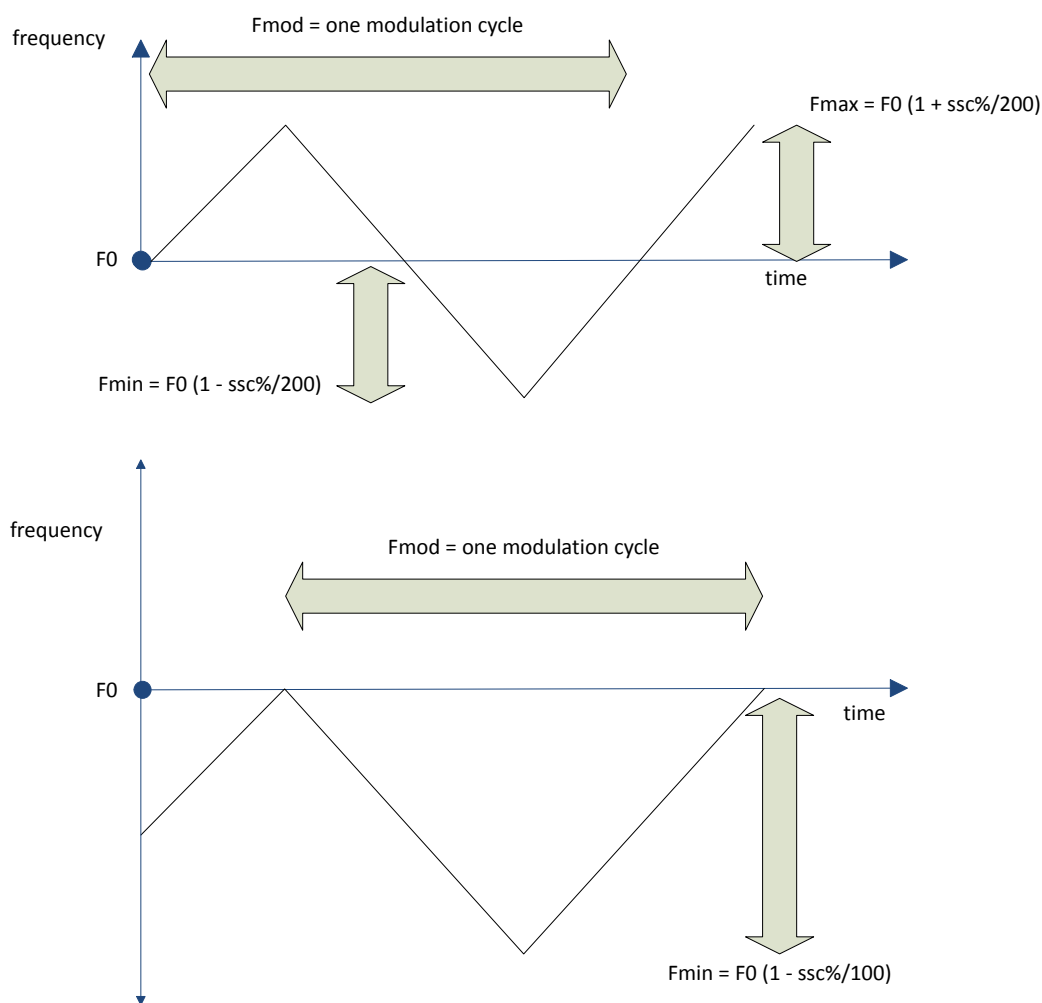 Fmod = one modulation cycle
frequency
Fmax = F0 (1 + ssc%/200)
F0
time
Fmin = F0 (1 - ssc%/200)
frequency
Fmod = one modulation cycle
F0
time
Fmin = F0 (1 - ssc%/100)